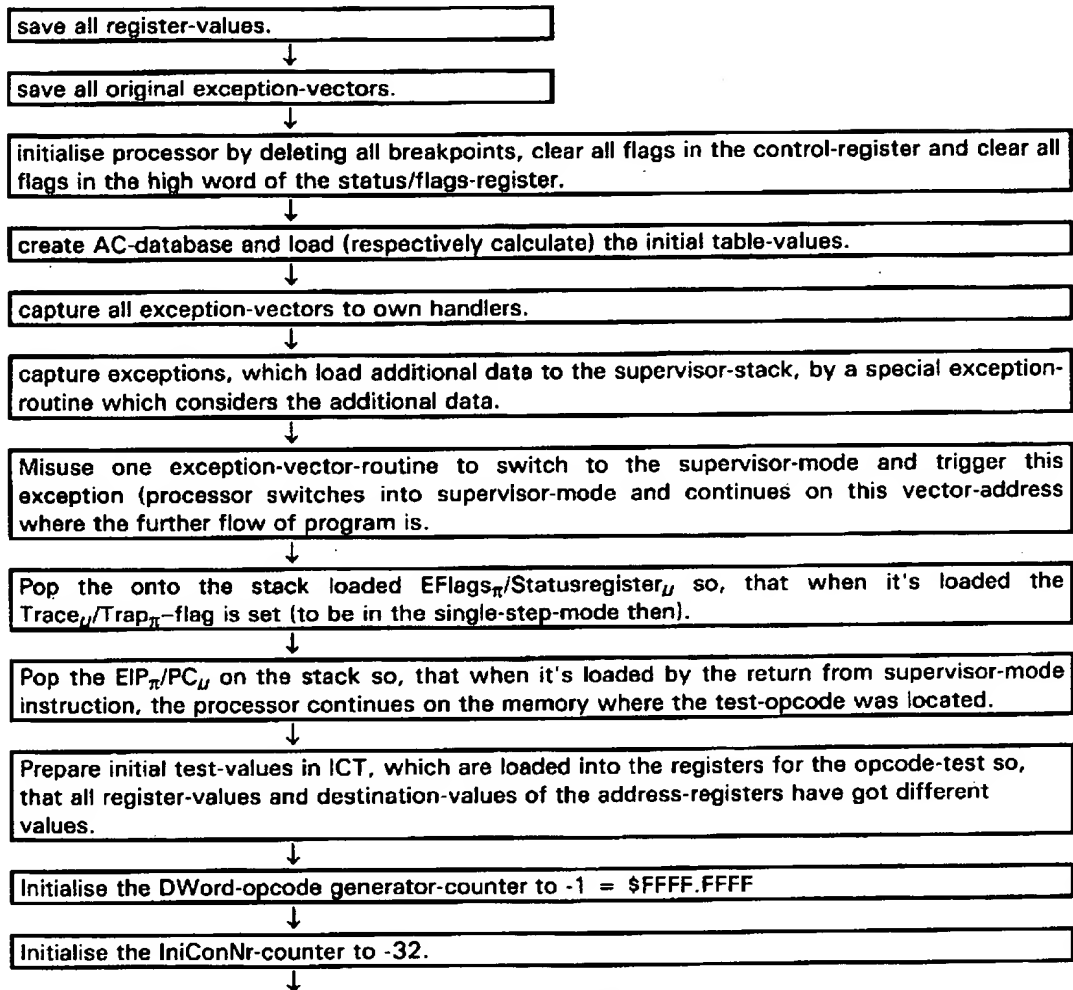 save all register-values.
↓
save all original exception-vectors.
↓
initialise processor by deleting all breakpoints, clear all flags in the control-register and clear all
flags in the high word of the status/flags-register.
↓
create AC-database and load (respectively calculate) the initial table-values.
↓
capture all exception-vectors to own handlers.
↓
capture exceptions, which load additional data to the supervisor-stack, by a special exception-
routine which considers the additional data.
↓
Misuse one exception-vector-routine to switch to the supervisor-mode and trigger this
exception (processor switches into supervisor-mode and continues on this vector-address
where the further flow of program is.
↓
Pop the onto the stack loaded EFlagsπ/Statusregisterμ so, that when it's loaded the
Traceμ/Trapπ-flag is set (to be in the single-step-mode then).
↓
Pop the EIPπ/PCμ on the stack so, that when it's loaded by the return from supervisor-mode
instruction, the processor continues on the memory where the test-opcode was located.
↓
Prepare initial test-values in ICT, which are loaded into the registers for the opcode-test so,
that all register-values and destination-values of the address-registers have got different
values.
↓
Initialise the DWord-opcode generator-counter to -1 = $FFFF.FFFF
↓
Initialise the IniConNr-counter to -32.
↓